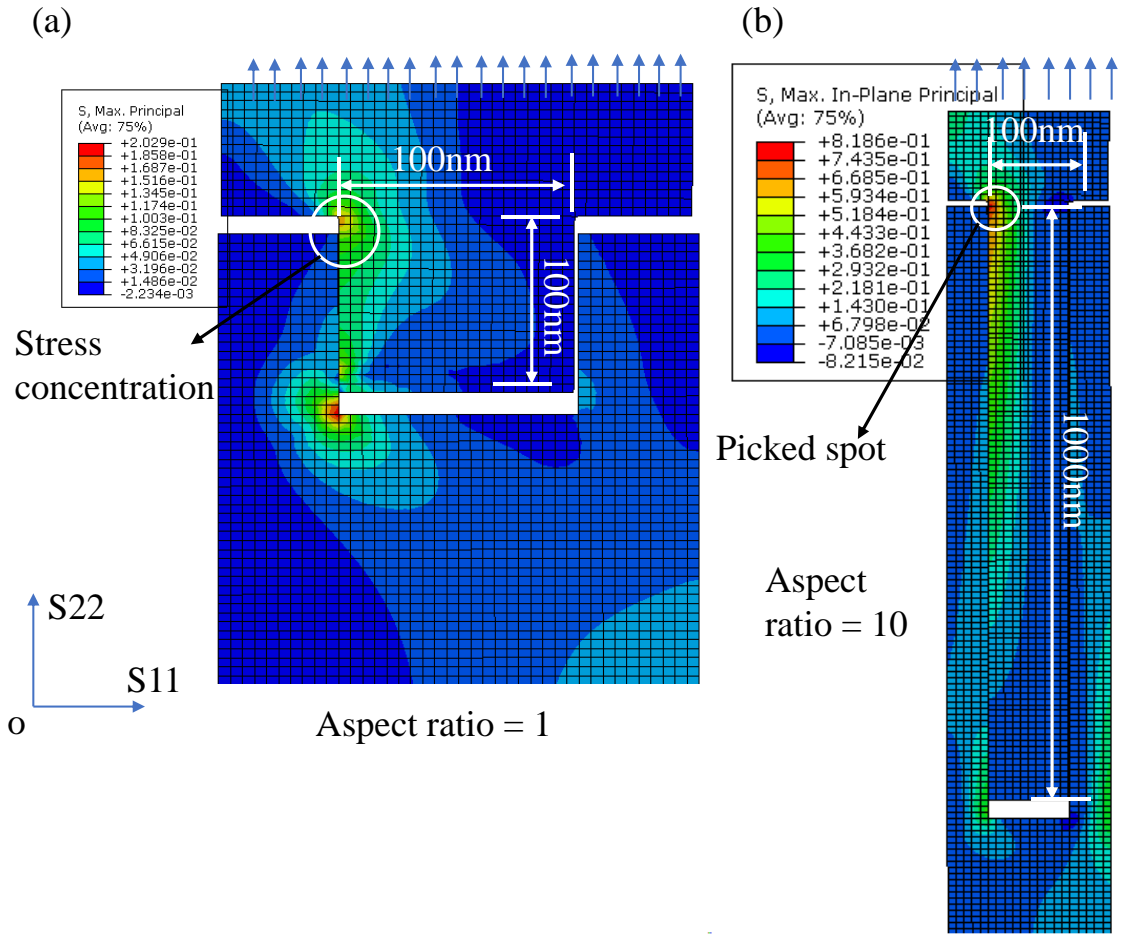 (a)
S, Max. Principal
(Avg: 75%)
+2.029e-01
+1.858e-01
+1.687e-01
+1.516e-01
+1.345e-01
+1.174e-01
+1.003e-01
+8.325e-02
+6.615e-02
+4.906e-02
+3.196e-02
+1.486e-02
-2.234e-03
100nm
100nm
Stress
concentration
S22
S11
o
Aspect ratio = 1
(b)
S, Max. In-Plane Principal
(Avg: 75%)
+8.186e-01
+7.435e-01
+6.685e-01
+5.934e-01
+5.184e-01
+4.433e-01
+3.682e-01
+2.932e-01
+2.181e-01
+1.430e-01
+6.798e-02
-7.085e-03
-8.215e-02
100nm
1000nm
Picked spot
Aspect
ratio = 10